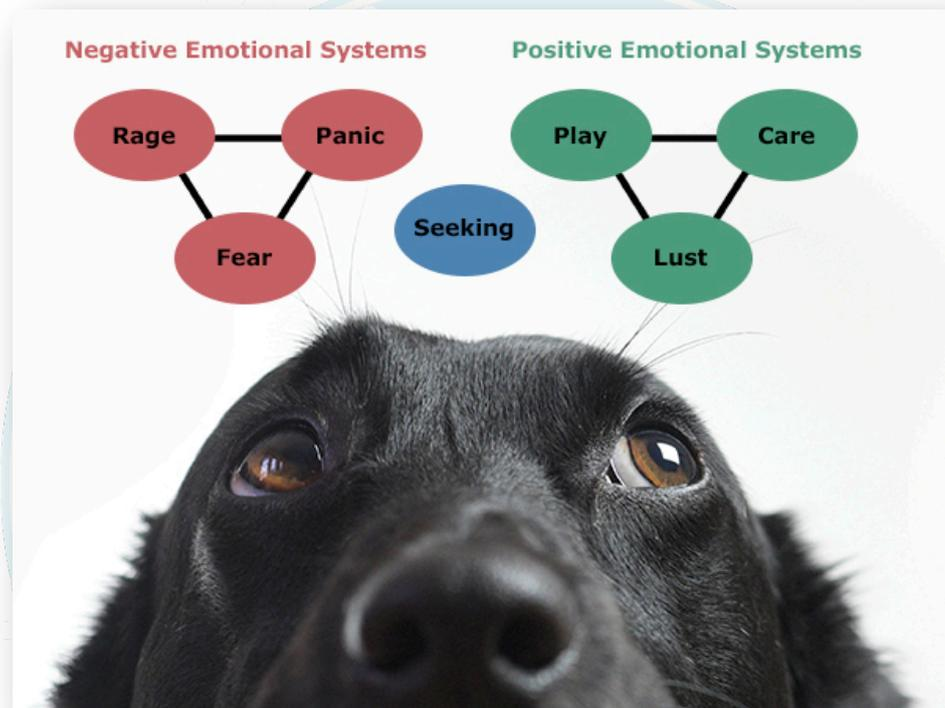 Negative Emotional Systems
Positive Emotional Systems
Rage
Panic
Play
Care
Seeking
Fear
Lust